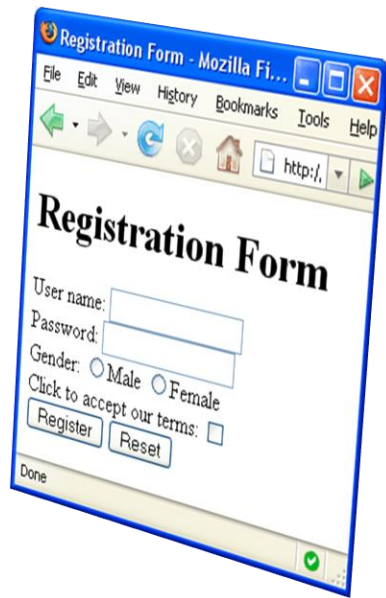 Registration Form - Mozilla Fi...
File Edit View History Bookmarks Tools Help
http:/.
Registration Form
User name:
Password:
Gender: Male Female
Click to accept our terms:
Register Reset
Done